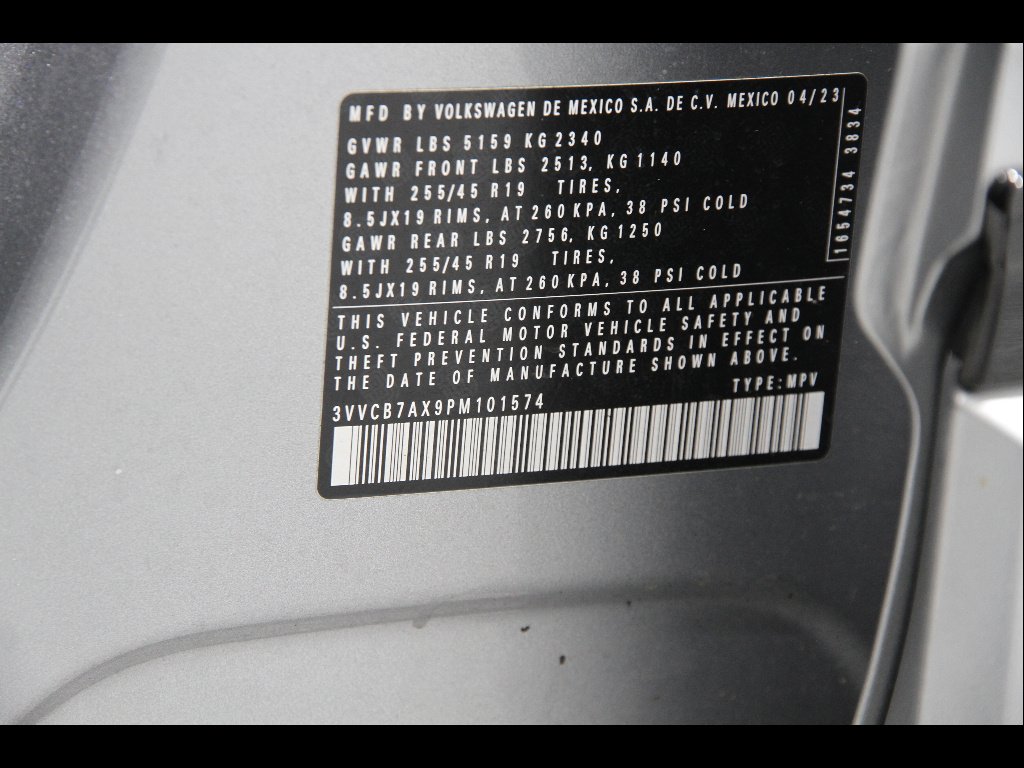 MFD BY VOLKSWAGEN DE MEXICO S.A. DE C.V. MEXICO 04/23
GVWR LBS 5159 KG 2340
GAWR FRONT LBS 2513, KG 1140
WITH 255/45 R19 TIRES,
8.5JX19 RIMS, AT 260 KPA, 38 PSI COLD
GAWR REAR LBS 2756, KG 1250
WITH 255/45 R19 TIRES,
8.5JX19 RIMS, AT 260 KPA, 38 PSI COLD
1654734 3834
THIS VEHICLE CONFORMS TO ALL APPLICABLE
U.S. FEDERAL MOTOR VEHICLE SAFETY AND
THEFT PREVENTION STANDARDS IN EFFECT ON
THE DATE OF MANUFACTURE SHOWN ABOVE.
TYPE: MPV
3VVCB7AX9PM101574